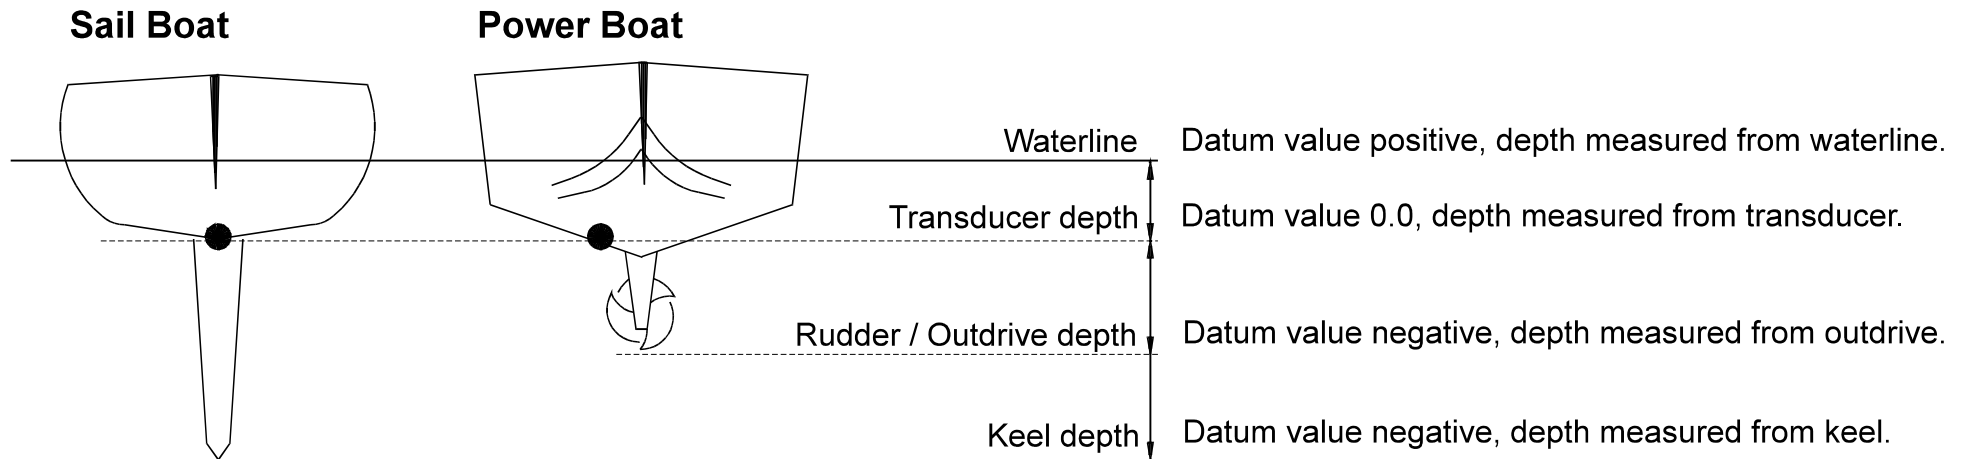 Sail Boat
Power Boat
Waterline
Datum value positive, depth measured from waterline.
Transducer depth
Datum value 0.0, depth measured from transducer.
Rudder / Outdrive depth
Datum value negative, depth measured from outdrive.
Keel depth
Datum value negative, depth measured from keel.